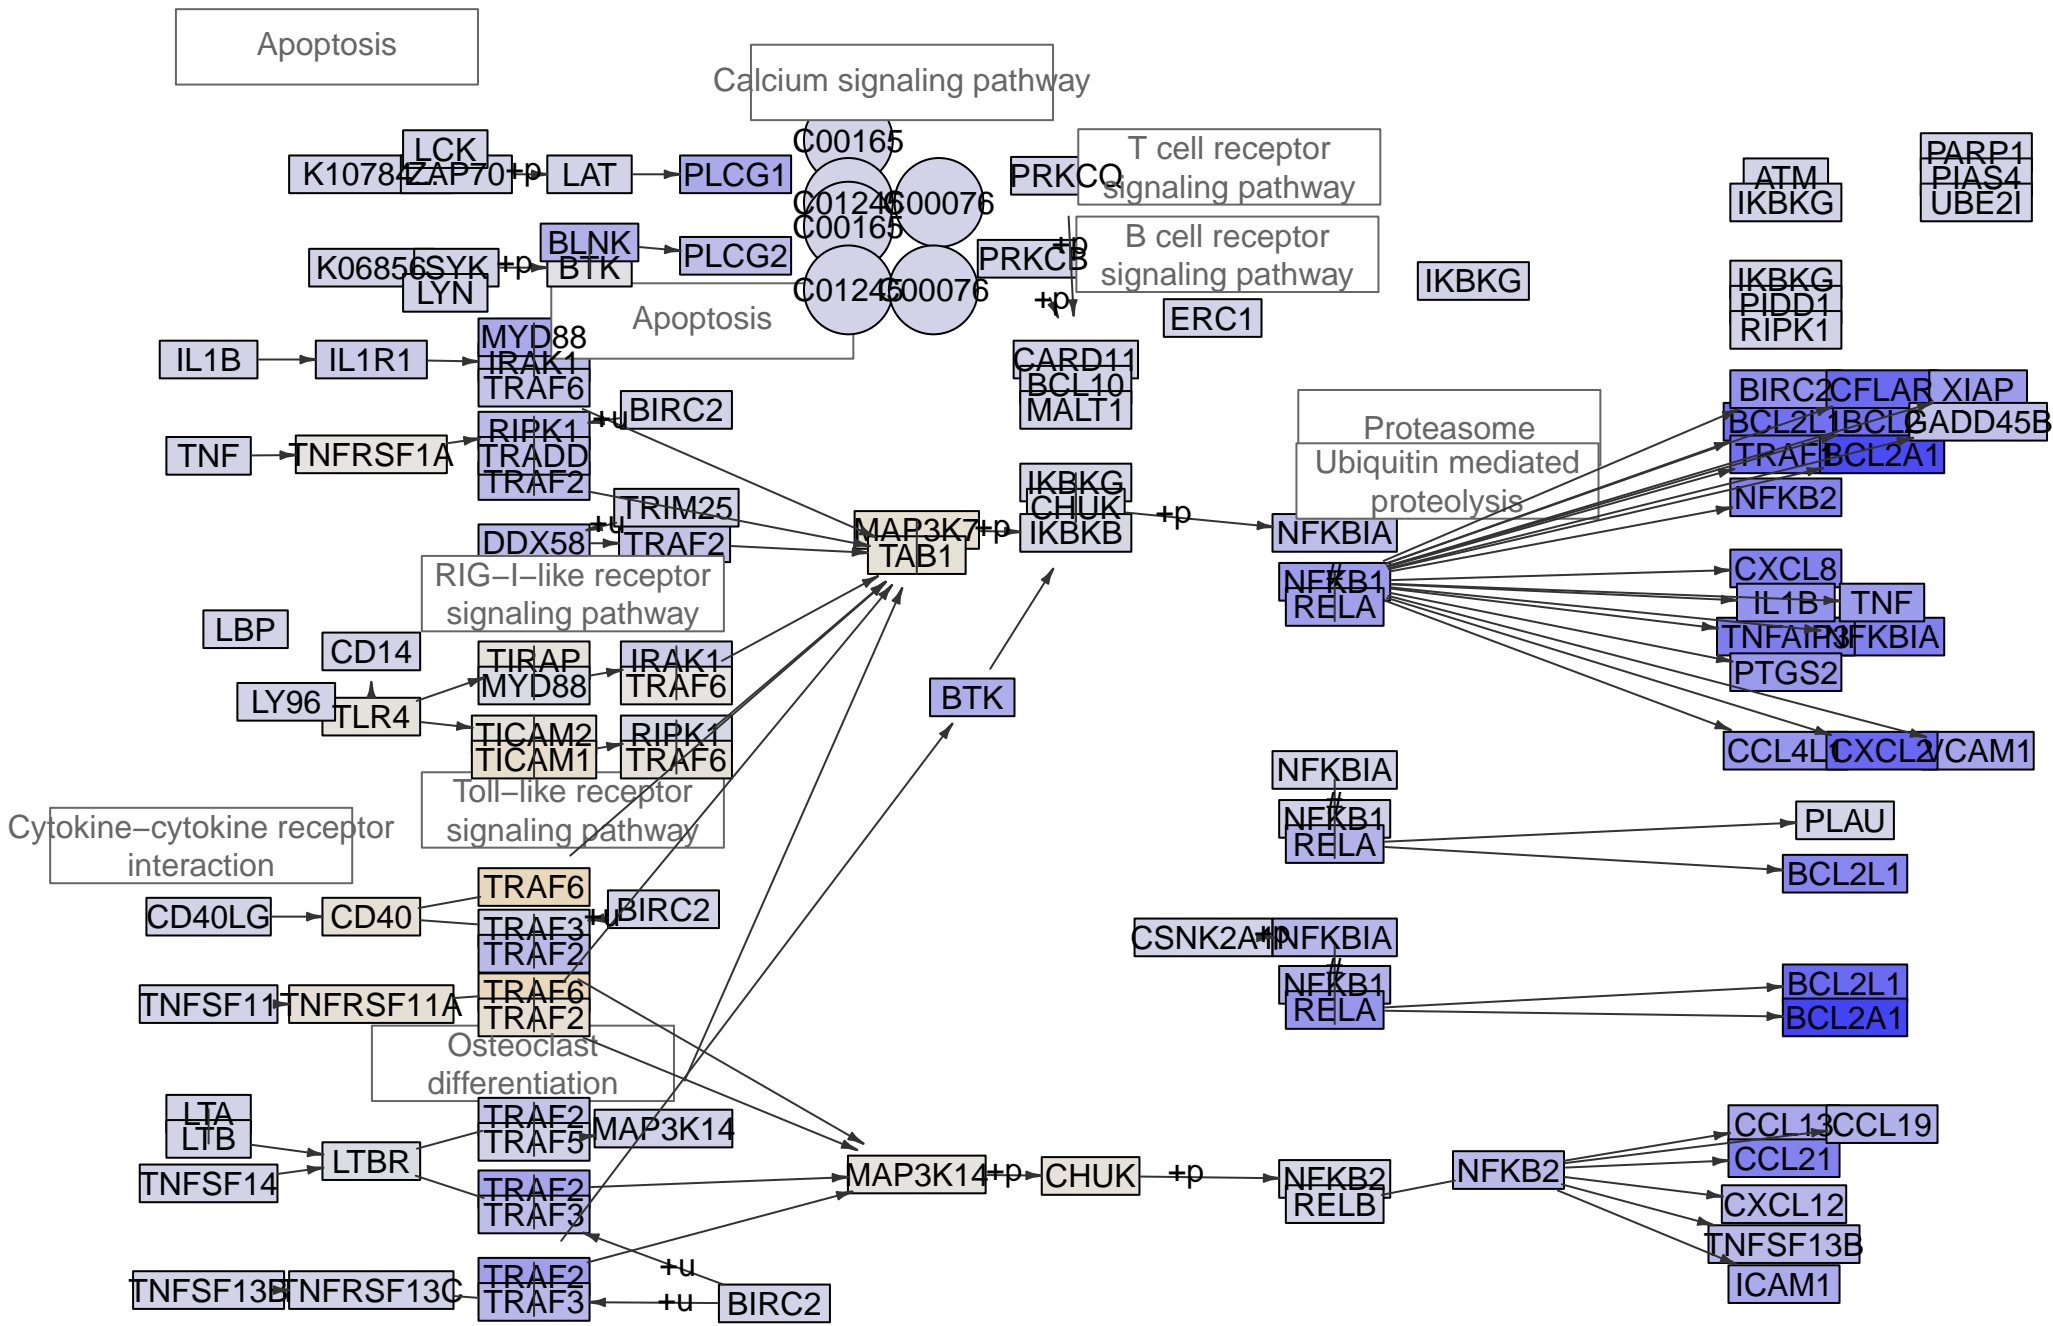 Apoptosis
Calcium signaling pathway
LCK
K10784
ZAP70
+p
LAT
PLCG1
C00165
C01246
C00076
C00165
C01245
C00076
PRKCQ
T cell receptor
signaling pathway
B cell receptor
signaling pathway
PRKCB
+p
+p
ATM
IKBKG
PARP1
PIAS4
UBE2I
BLNK
PLCG2
K06856
SYK
+p
BTK
LYN
IKBKG
IKBKG
PIDD1
RIPK1
ERC1
Apoptosis
MYD88
IRAK1
TRAF6
IL1B
IL1R1
CARD11
BCL10
MALT1
BIRC2
+u
TNF
TNFRSF1A
RIPK1
TRADD
TRAF2
Proteasome
Ubiquitin mediated
proteolysis
BIRC2
CFLAR
XIAP
BCL2L1
BCL2
GADD45B
TRAF1
BCL2A1
NFKB2
TRIM25
+u
DDX58
TRAF2
MAP3K7
TAB1
+p
IKBKG
CHUK
IKBKB
+p
NFKBIA
NFKB1
RELA
CXCL8
IL1B
TNF
TNFAIP3
NFKBIA
PTGS2
RIG−I−like receptor
signaling pathway
LBP
CD14
LY96
TLR4
TIRAP
MYD88
IRAK1
TRAF6
TICAM2
TICAM1
RIPK1
TRAF6
BTK
CCL4L1
CXCL2
VCAM1
Toll−like receptor
signaling pathway
Cytokine−cytokine receptor
interaction
NFKBIA
NFKB1
RELA
PLAU
BCL2L1
TRAF6
CD40LG
CD40
TRAF3
TRAF2
+u
BIRC2
CSNK2A1
+p
NFKBIA
NFKB1
RELA
BCL2L1
BCL2A1
TNFSF11
TNFRSF11A
TRAF6
TRAF2
Osteoclast
differentiation
LTA
LTB
TNFSF14
LTBR
TRAF2
TRAF5
MAP3K14
TRAF2
TRAF3
MAP3K14
+p
CHUK
+p
NFKB2
RELB
NFKB2
CCL13
CCL19
CCL21
CXCL12
TNFSF13B
ICAM1
TNFSF13B
TNFRSF13C
TRAF2
TRAF3
+u
+u
BIRC2